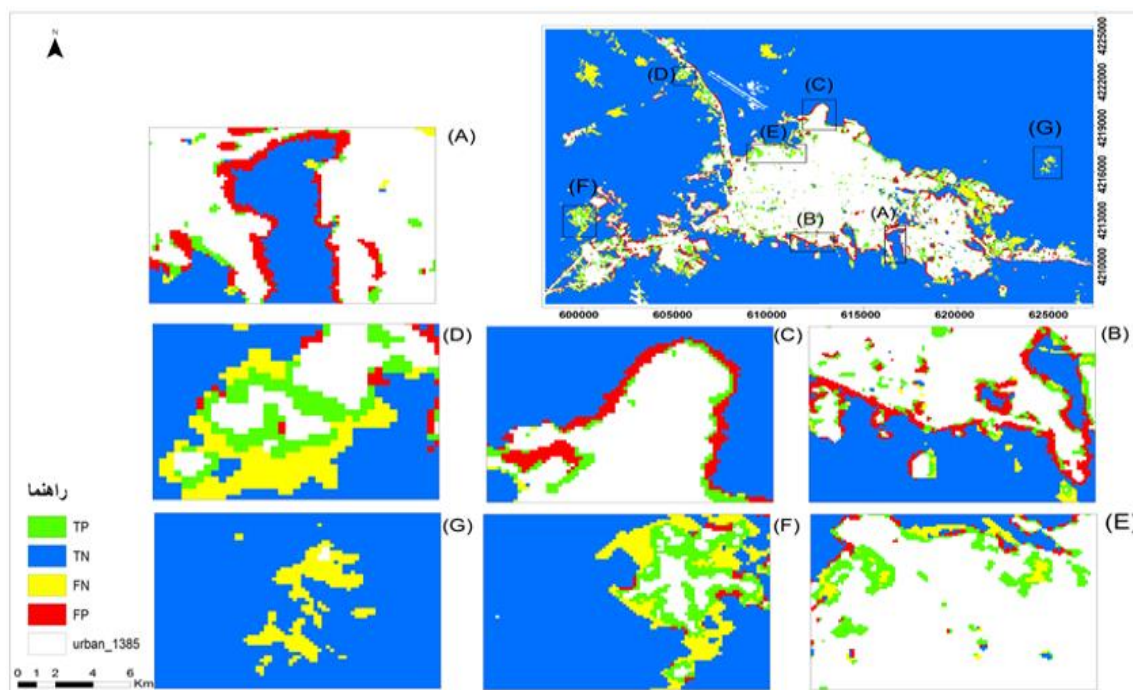 N
4225000
4222000
4219000
4216000
4213000
4210000
600000 605000 610000 615000 620000 625000
(D)
(C)
(E)
(G)
(F)
(B)
(A)
(A)
(D)
(C)
(B)
(G)
(F)
(E)
راهنما
TP
TN
FN
FP
urban_1385
0 1 2 4 6
Km